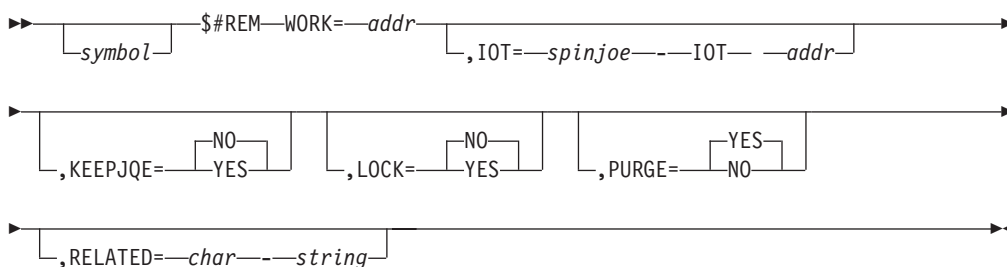 $#REM WORK= addr
symbol ,IOT= spinjoe - IOT addr
NO NO YES
,KEEPJQE= YES ,LOCK= YES ,PURGE= NO
,RELATED= char - string